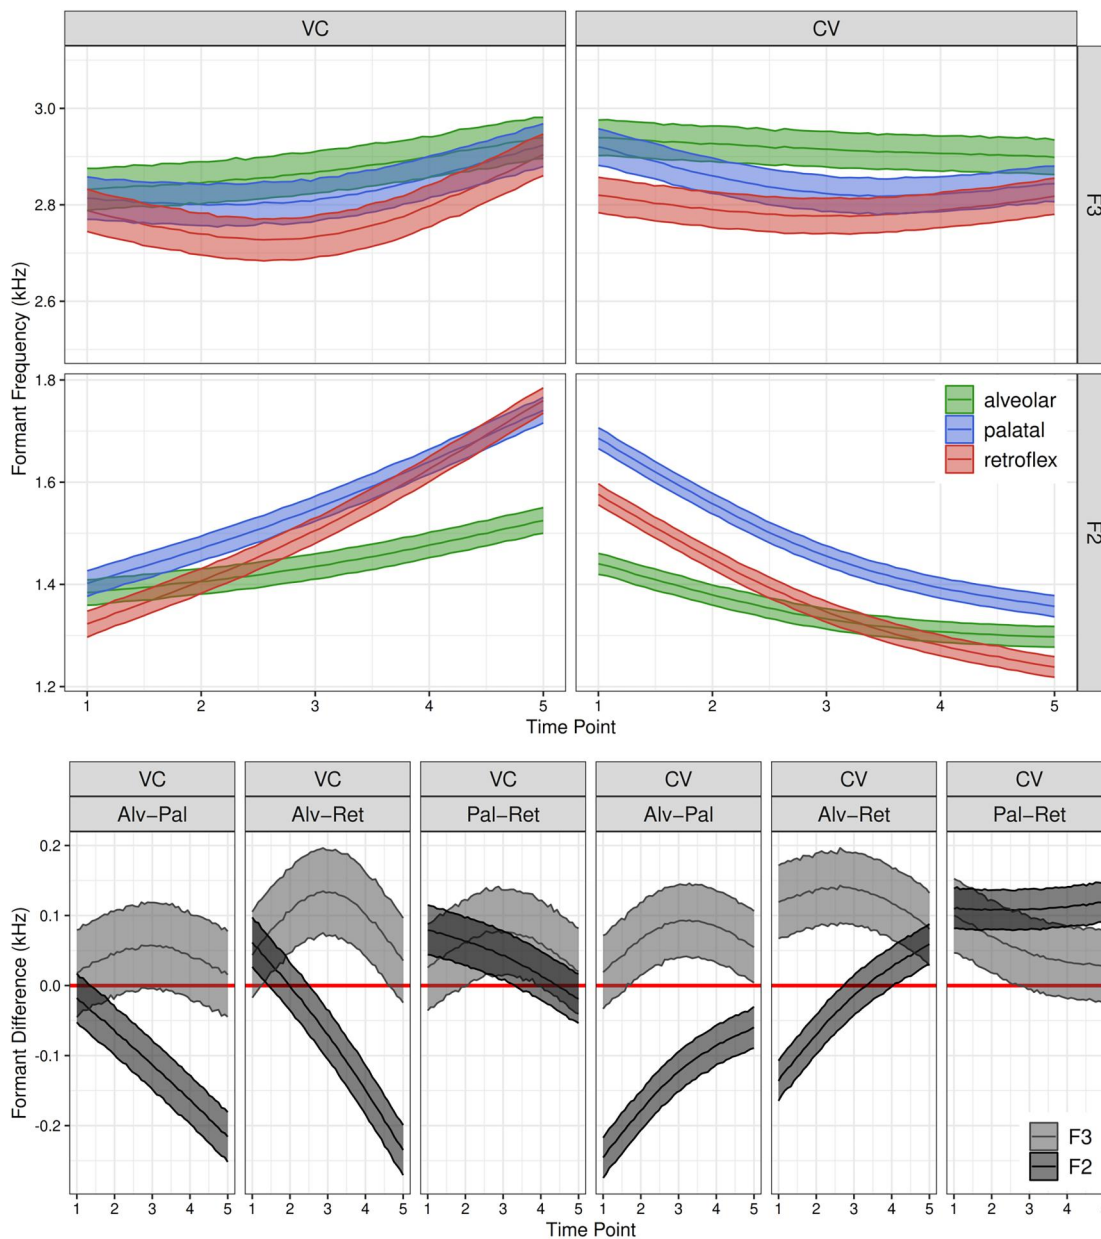 VC CV
3.0
2.8
2.6
F3
Formant Frequency (kHz)
1.8
1.6
1.4
1.2
F2
alveolar
palatal
retroflex
1 2 3 4 5 1 2 3 4 5
Time Point
VC VC VC CV CV CV
Alv−Pal Alv−Ret Pal−Ret Alv−Pal Alv−Ret Pal−Ret
0.2
0.1
0.0
-0.1
-0.2
Formant Difference (kHz)
F3
F2
1 2 3 4 5 1 2 3 4 5 1 2 3 4 5 1 2 3 4 5 1 2 3 4 5 1 2 3 4
Time Point